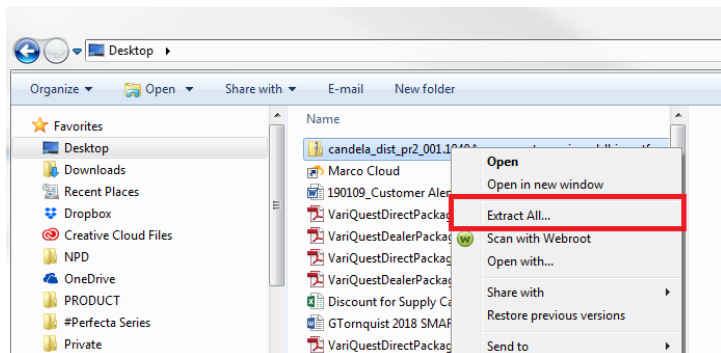 Desktop
Organize Open Share with E-mail New folder
Favorites
Desktop
Downloads
Recent Places
Dropbox
Creative Cloud Files
NPD
OneDrive
PRODUCT
#Perfecta Series
Private
Name
candela_dist_pr2_001.
Marco Cloud
190109_Customer Aler
VariQuestDirectPackag
VariQuestDealerPackag
VariQuestDirectPackag
VariQuestDealerPackag
Discount for Supply Ca
GTornquist 2018 SMAR
VariQuestDirectPackag
Open
Open in new window
Extract All...
Scan with Webroot
Open with...
Share with
Restore previous versions
Send to